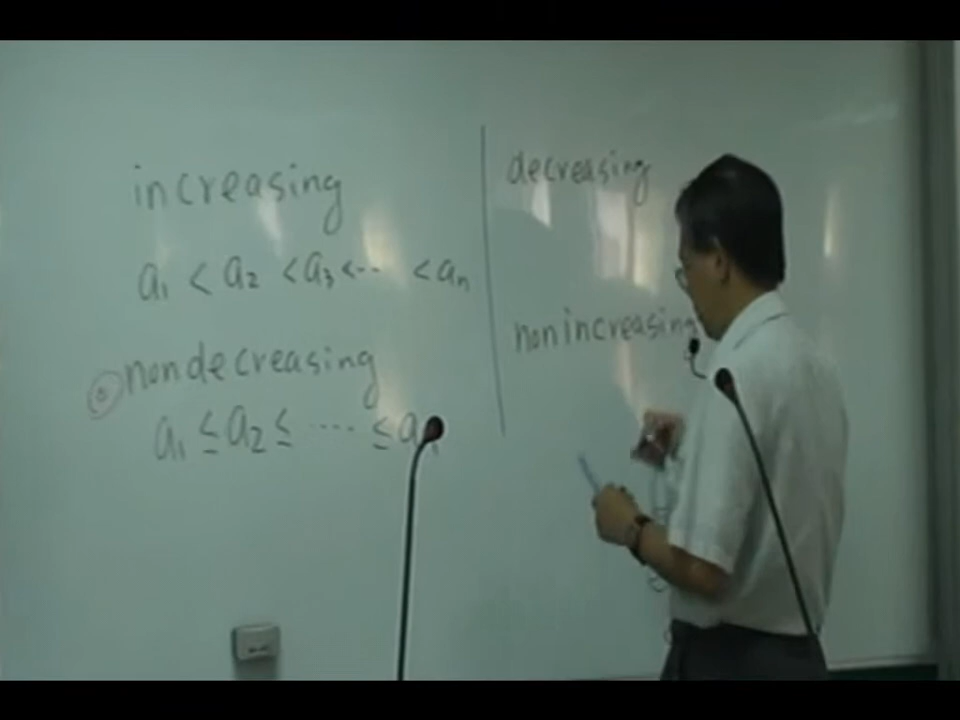 increasing
a₁ < a₂ < a₃ < ··· < aₙ
nondecreasing
a₁ ≤ a₂ ≤ ···· ≤ aₙ
decreasing
nonincreasing